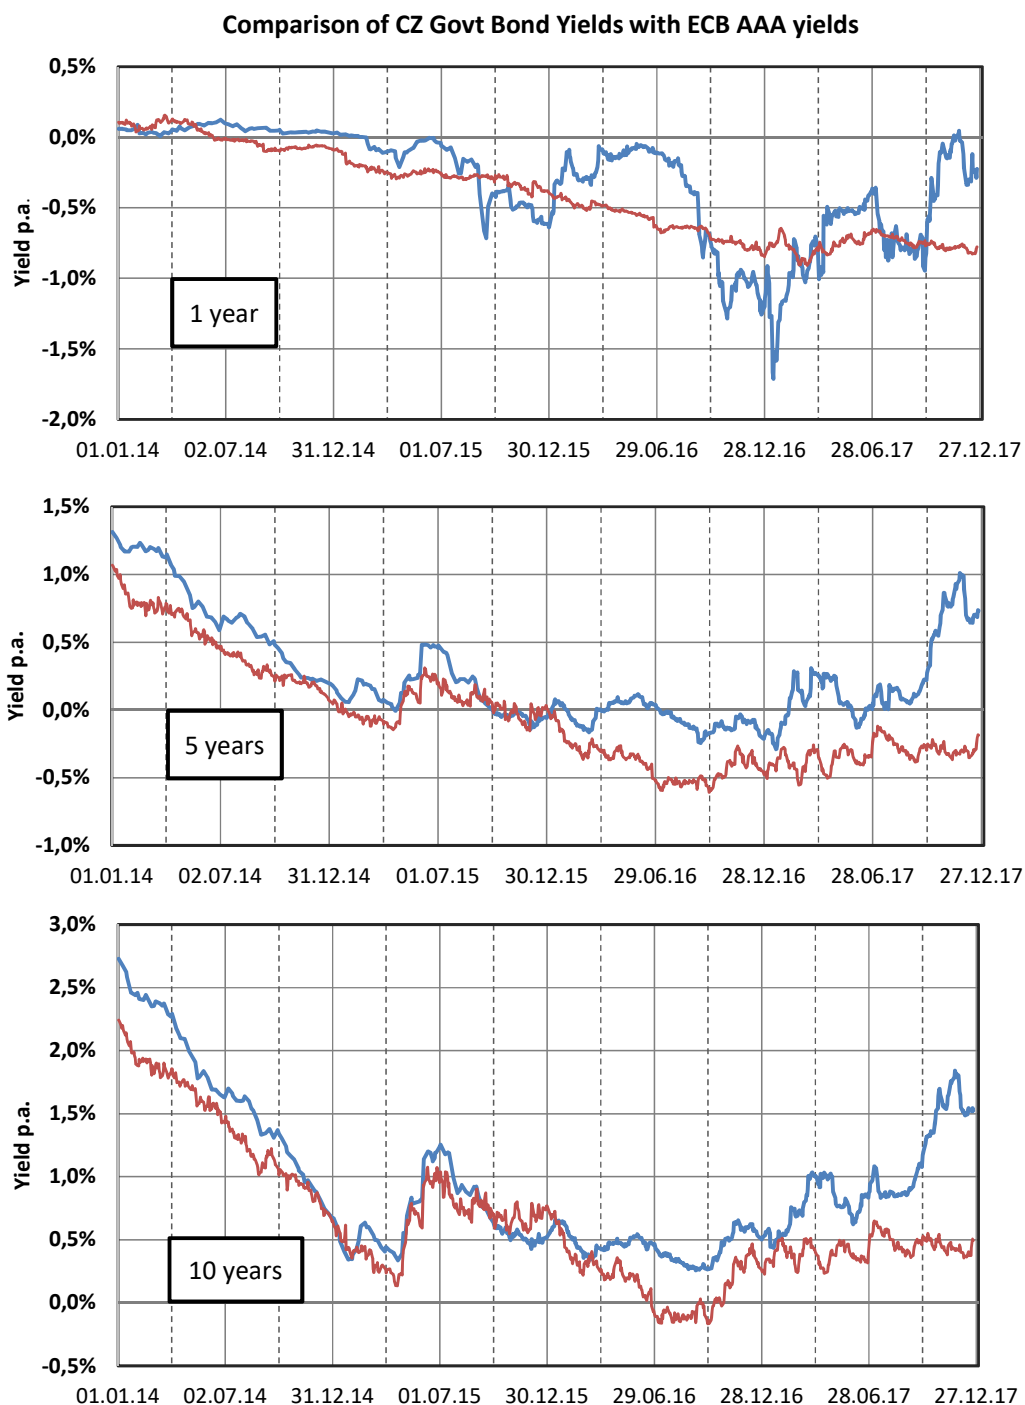 Comparison of CZ Govt Bond Yields with ECB AAA yields
0,5%
0,0%
-0,5%
-1,0%
-1,5%
-2,0%
Yield p.a.
1 year
01.01.14 02.07.14 31.12.14 01.07.15 30.12.15 29.06.16 28.12.16 28.06.17 27.12.17
1,5%
1,0%
0,5%
0,0%
-0,5%
-1,0%
Yield p.a.
5 years
01.01.14 02.07.14 31.12.14 01.07.15 30.12.15 29.06.16 28.12.16 28.06.17 27.12.17
3,0%
2,5%
2,0%
1,5%
1,0%
0,5%
0,0%
-0,5%
Yield p.a.
10 years
01.01.14 02.07.14 31.12.14 01.07.15 30.12.15 29.06.16 28.12.16 28.06.17 27.12.17